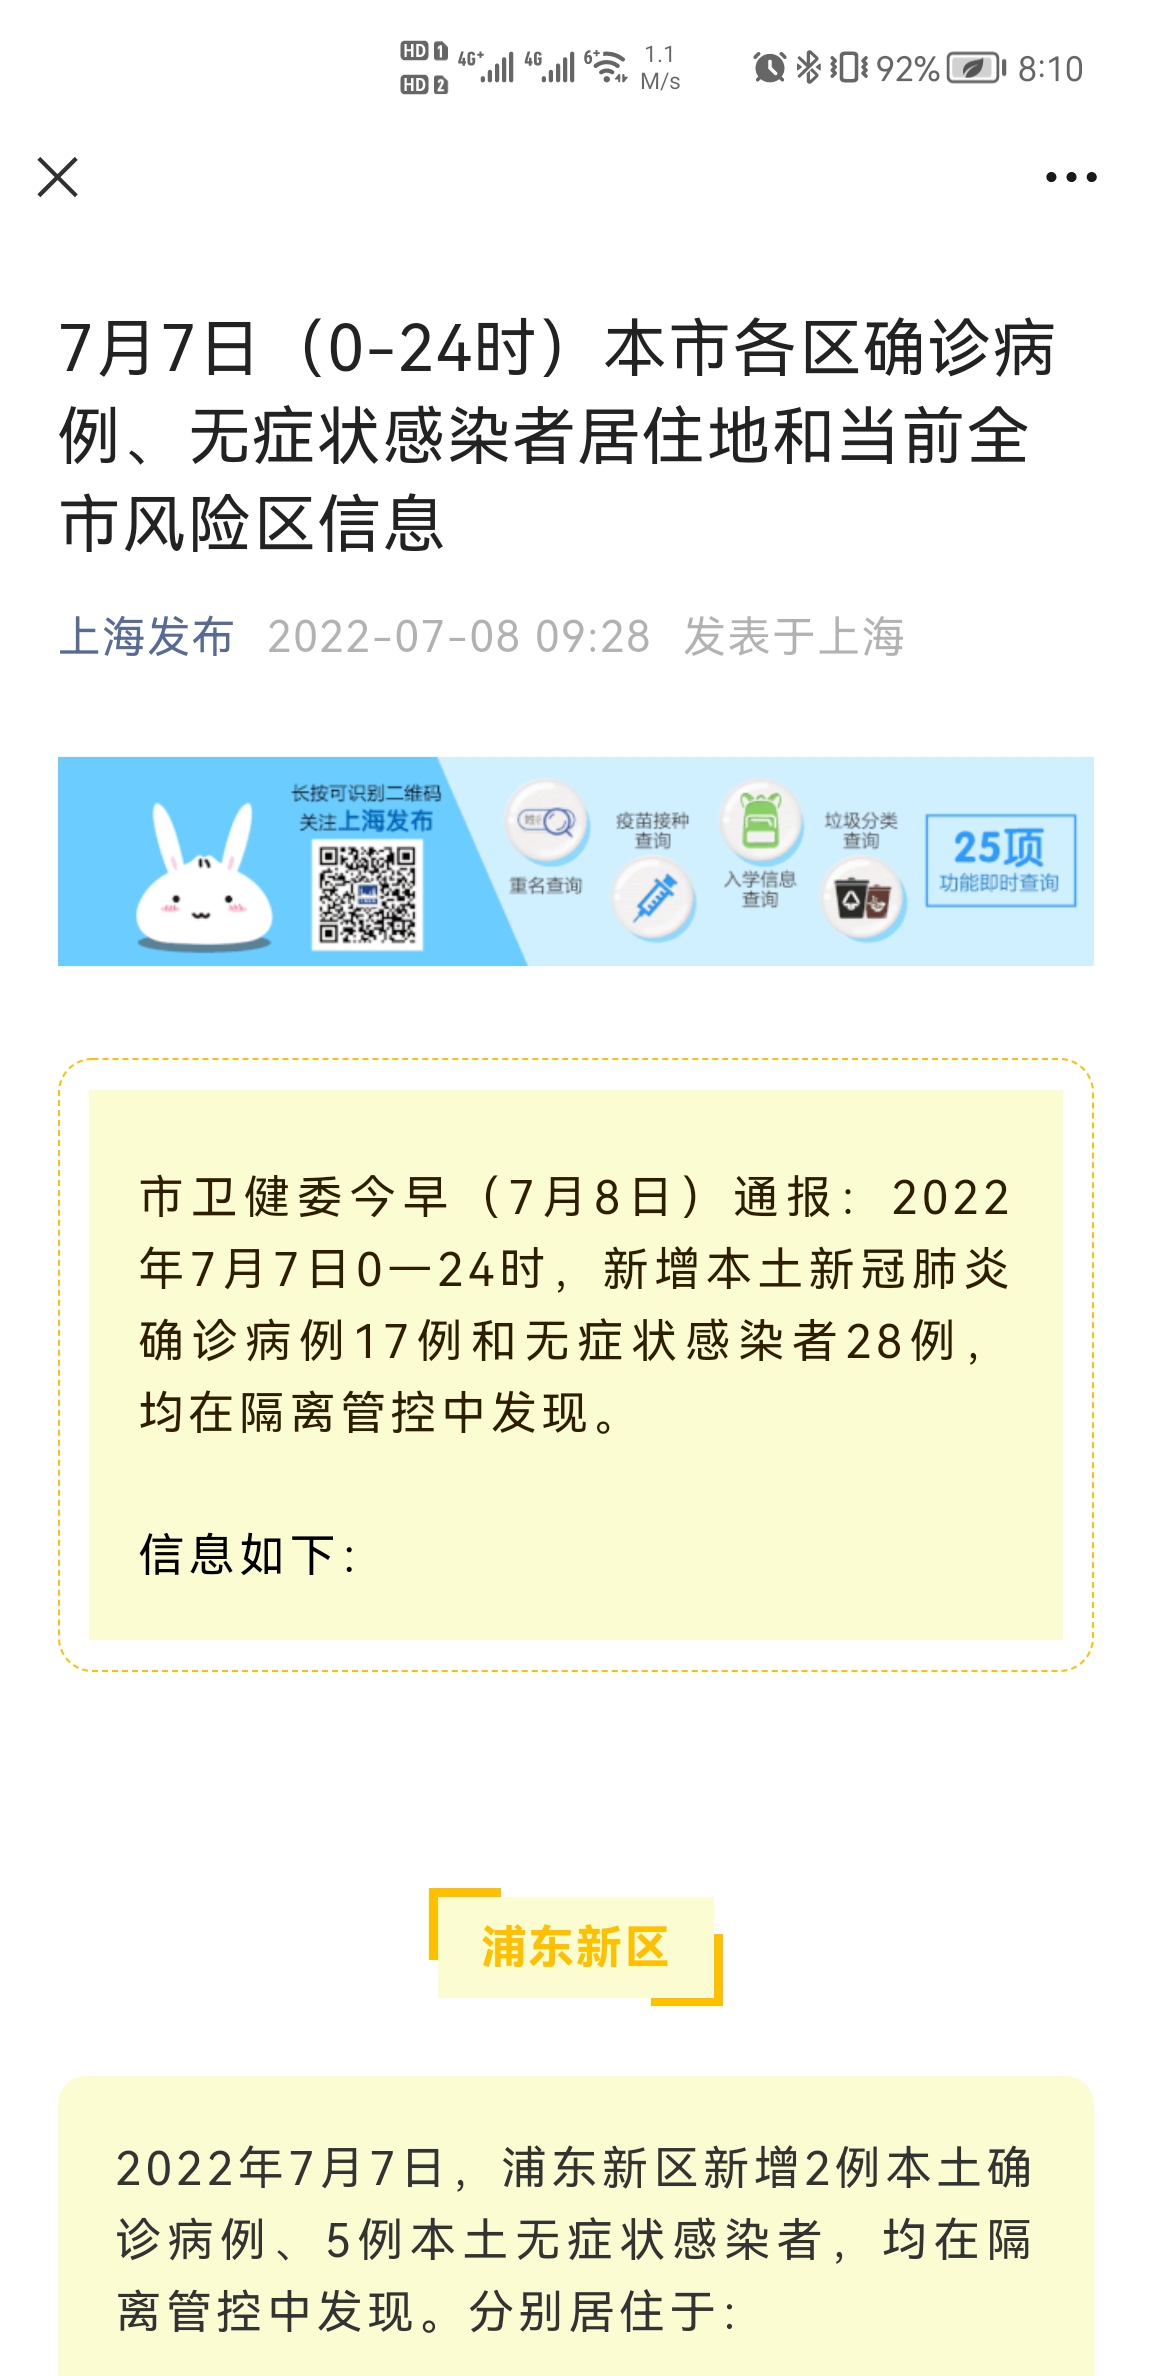 HD 1 4G+ 4G 6+ 1.1
HD 2 M/s 92% 8:10
7月7日（0-24时）本市各区确诊病
例、无症状感染者居住地和当前全
市风险区信息
上海发布 2022-07-08 09:28 发表于上海
长按可识别二维码
关注上海发布
重名查询
疫苗接种
查询
入学信息
查询
垃圾分类
查询
25项
功能即时查询
市卫健委今早（7月8日）通报：2022
年7月7日0一24时，新增本土新冠肺炎
确诊病例17例和无症状感染者28例，
均在隔离管控中发现。
信息如下：
浦东新区
2022年7月7日，浦东新区新增2例本土确
诊病例、5例本土无症状感染者，均在隔
离管控中发现。分别居住于：